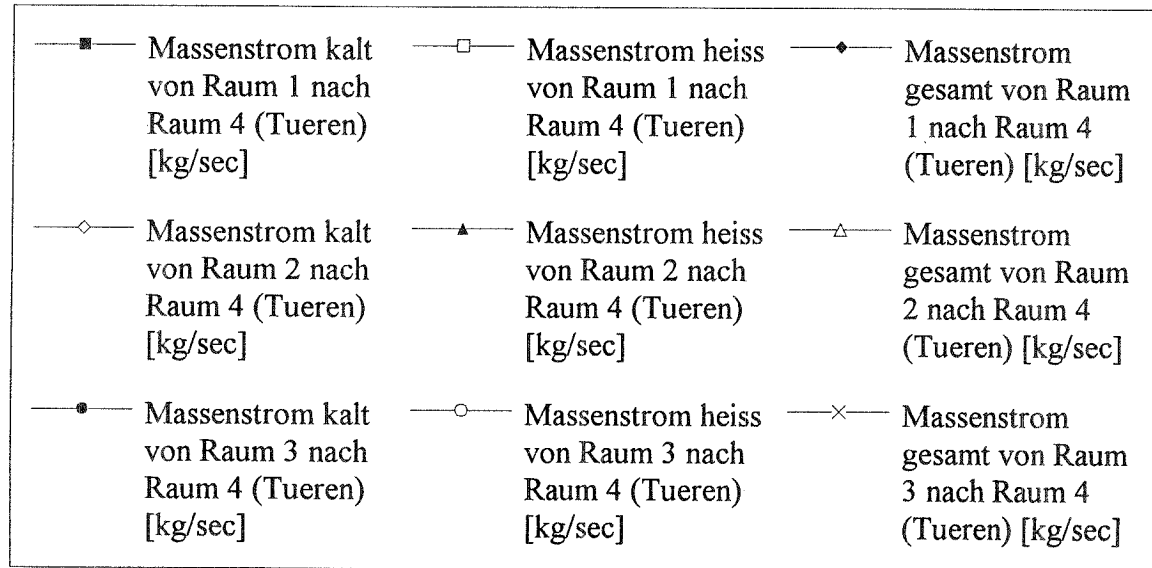 Massenstrom kalt
von Raum 1 nach
Raum 4 (Tueren)
[kg/sec]
Massenstrom heiss
von Raum 1 nach
Raum 4 (Tueren)
[kg/sec]
Massenstrom
gesamt von Raum
1 nach Raum 4
(Tueren) [kg/sec]
Massenstrom kalt
von Raum 2 nach
Raum 4 (Tueren)
[kg/sec]
Massenstrom heiss
von Raum 2 nach
Raum 4 (Tueren)
[kg/sec]
Massenstrom
gesamt von Raum
2 nach Raum 4
(Tueren) [kg/sec]
Massenstrom kalt
von Raum 3 nach
Raum 4 (Tueren)
[kg/sec]
Massenstrom heiss
von Raum 3 nach
Raum 4 (Tueren)
[kg/sec]
Massenstrom
gesamt von Raum
3 nach Raum 4
(Tueren) [kg/sec]